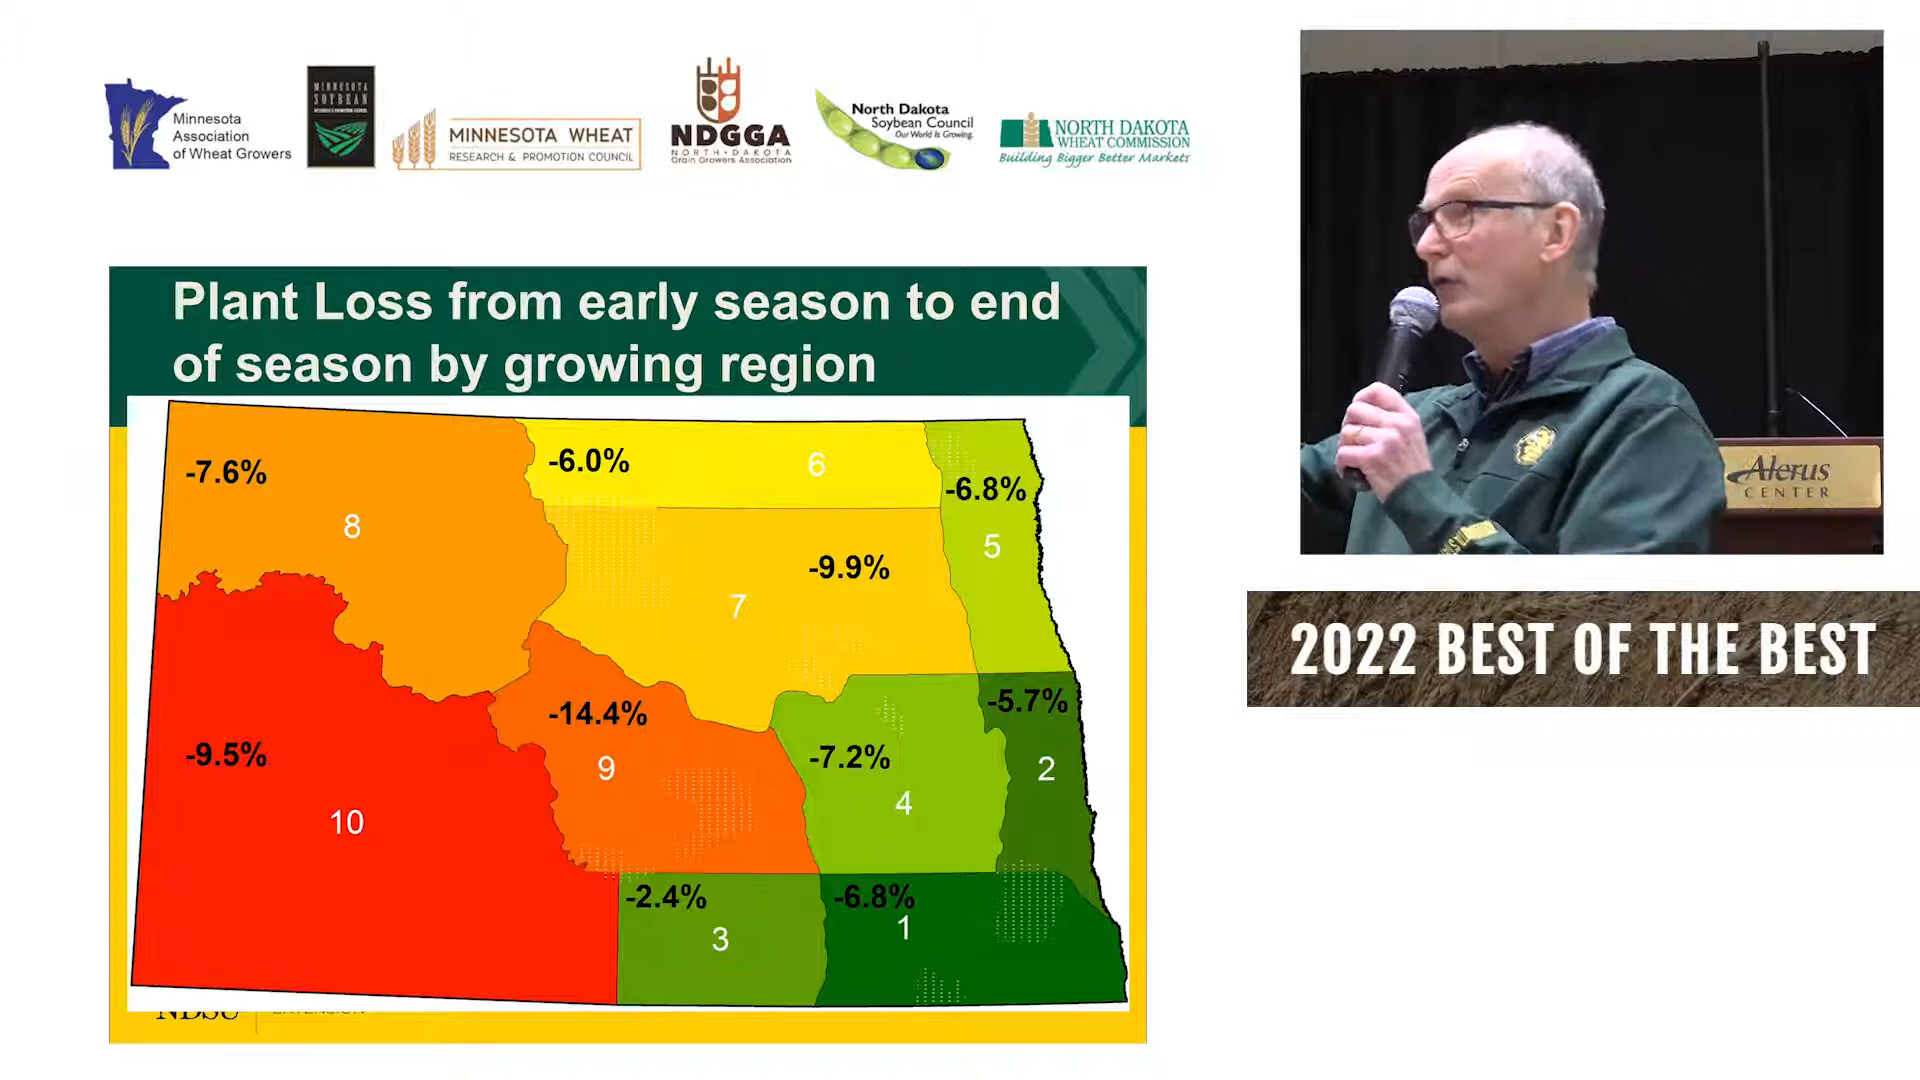 Minnesota
Association
of Wheat Growers
MINNESOTA
SOYBEAN
MINNESOTA WHEAT
RESEARCH & PROMOTION COUNCIL
NDGGA
NORTH • DAKOTA
Grain Growers Association
North Dakota
Soybean Council
Our World is Growing.
NORTH DAKOTA
WHEAT COMMISSION
Building Bigger Better Markets
Plant Loss from early season to end
of season by growing region
-7.6%
8
-6.0%
6
-6.8%
5
-9.9%
7
-14.4%
9
-9.5%
10
-7.2%
4
-5.7%
2
-2.4%
3
-6.8%
1
NDSU
EXTENSION
Alerus
CENTER
2022 BEST OF THE BEST